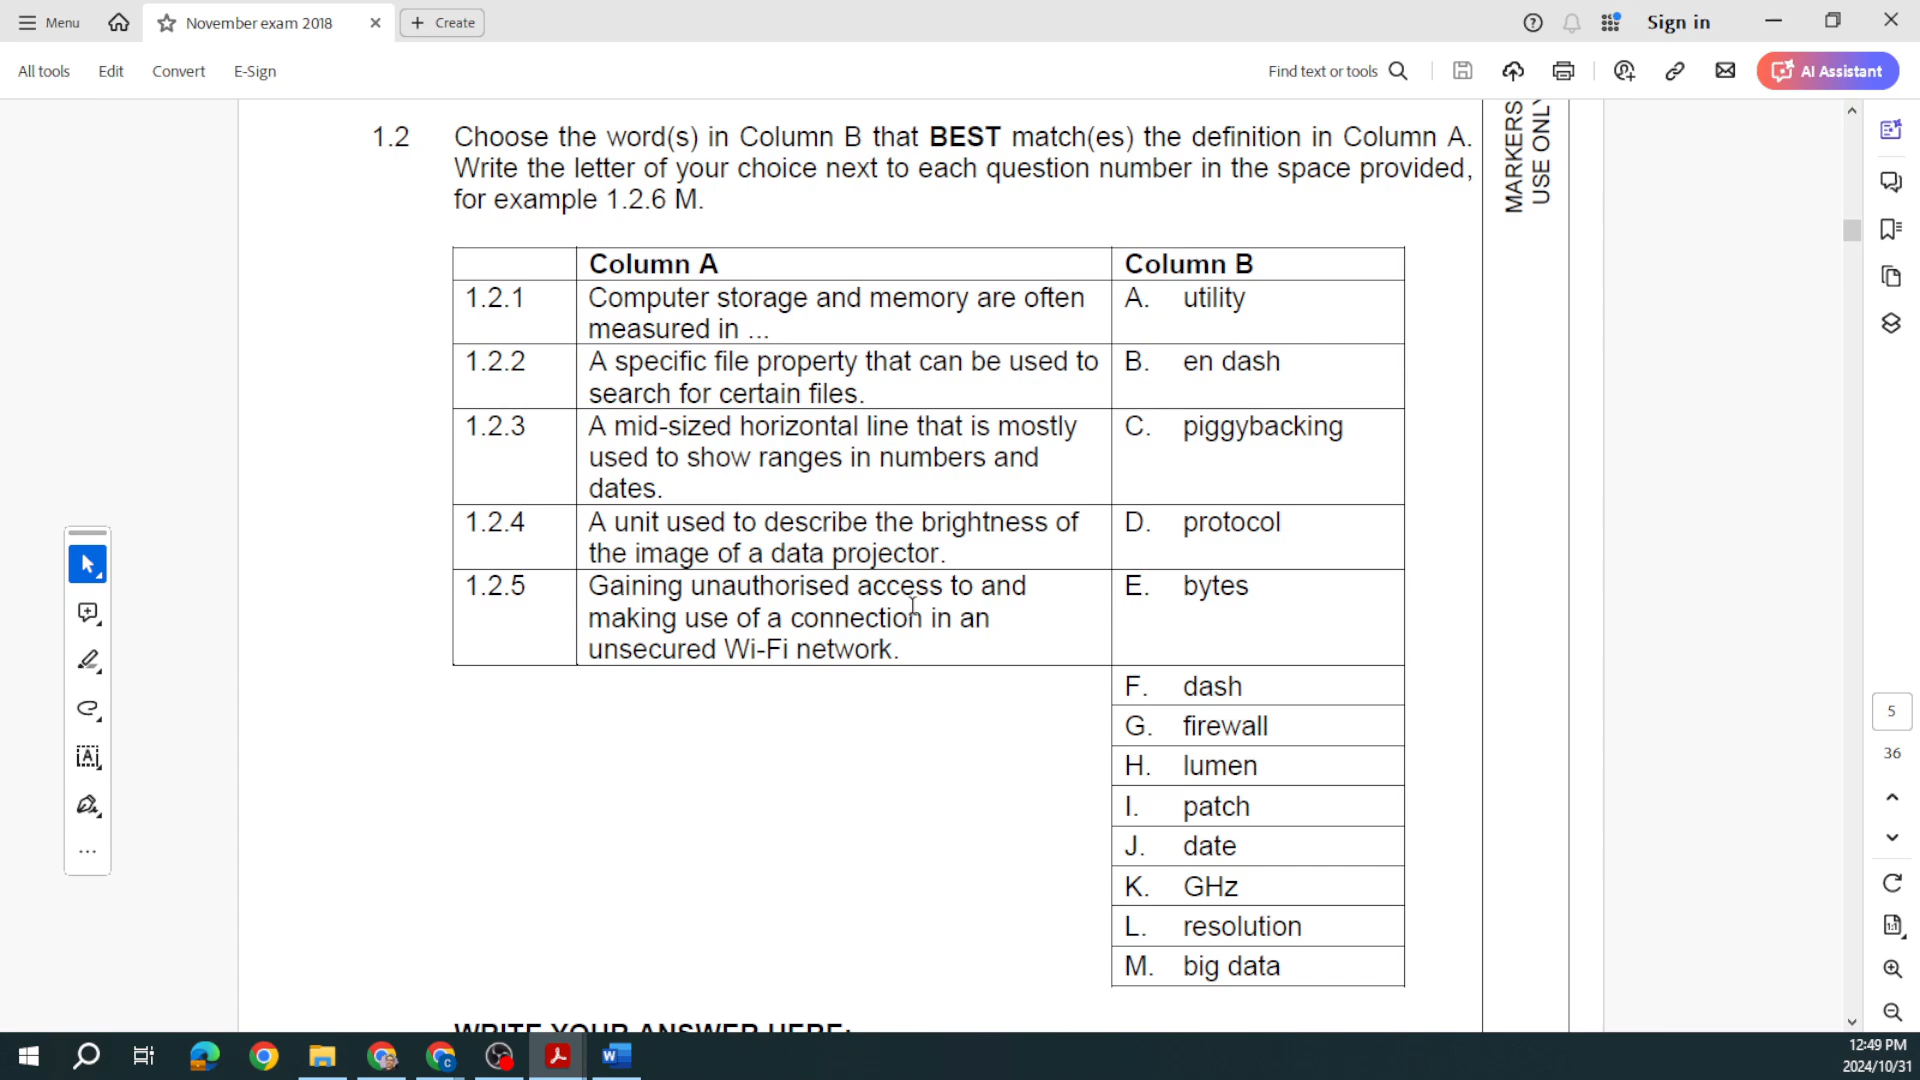 Menu
November exam 2018
Create
Sign in
All tools
Edit
Convert
E-Sign
Find text or tools
AI Assistant
MARKERS
USE ONLY
1.2 Choose the word(s) in Column B that BEST match(es) the definition in Column A.
Write the letter of your choice next to each question number in the space provided,
for example 1.2.6 M.
Column A Column B
1.2.1 Computer storage and memory are often A. utility
measured in ...
1.2.2 A specific file property that can be used to B. en dash
search for certain files.
1.2.3 A mid-sized horizontal line that is mostly C. piggybacking
used to show ranges in numbers and
dates.
1.2.4 A unit used to describe the brightness of D. protocol
the image of a data projector.
1.2.5 Gaining unauthorised access to and E. bytes
making use of a connection in an
unsecured Wi-Fi network.
F. dash
G. firewall
H. lumen
I. patch
J. date
K. GHz
L. resolution
M. big data
WRITE YOUR ANSWER HERE:
5
36
12:49 PM
2024/10/31